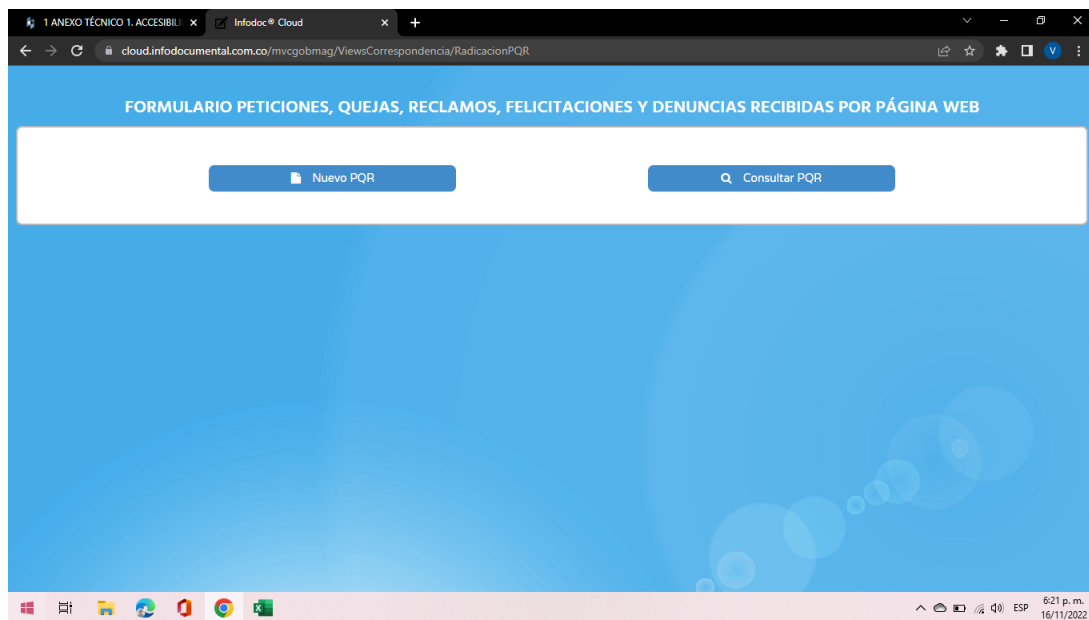 1 ANEXO TÉCNICO 1. ACCESIBILI
Infodoc® Cloud
cloud.infodocumental.com.co/mvcgobmag/ViewsCorrespondencia/RadicacionPQR
V
FORMULARIO PETICIONES, QUEJAS, RECLAMOS, FELICITACIONES Y DENUNCIAS RECIBIDAS POR PÁGINA WEB
Nuevo PQR
Consultar PQR
ESP
6:21 p. m.
16/11/2022